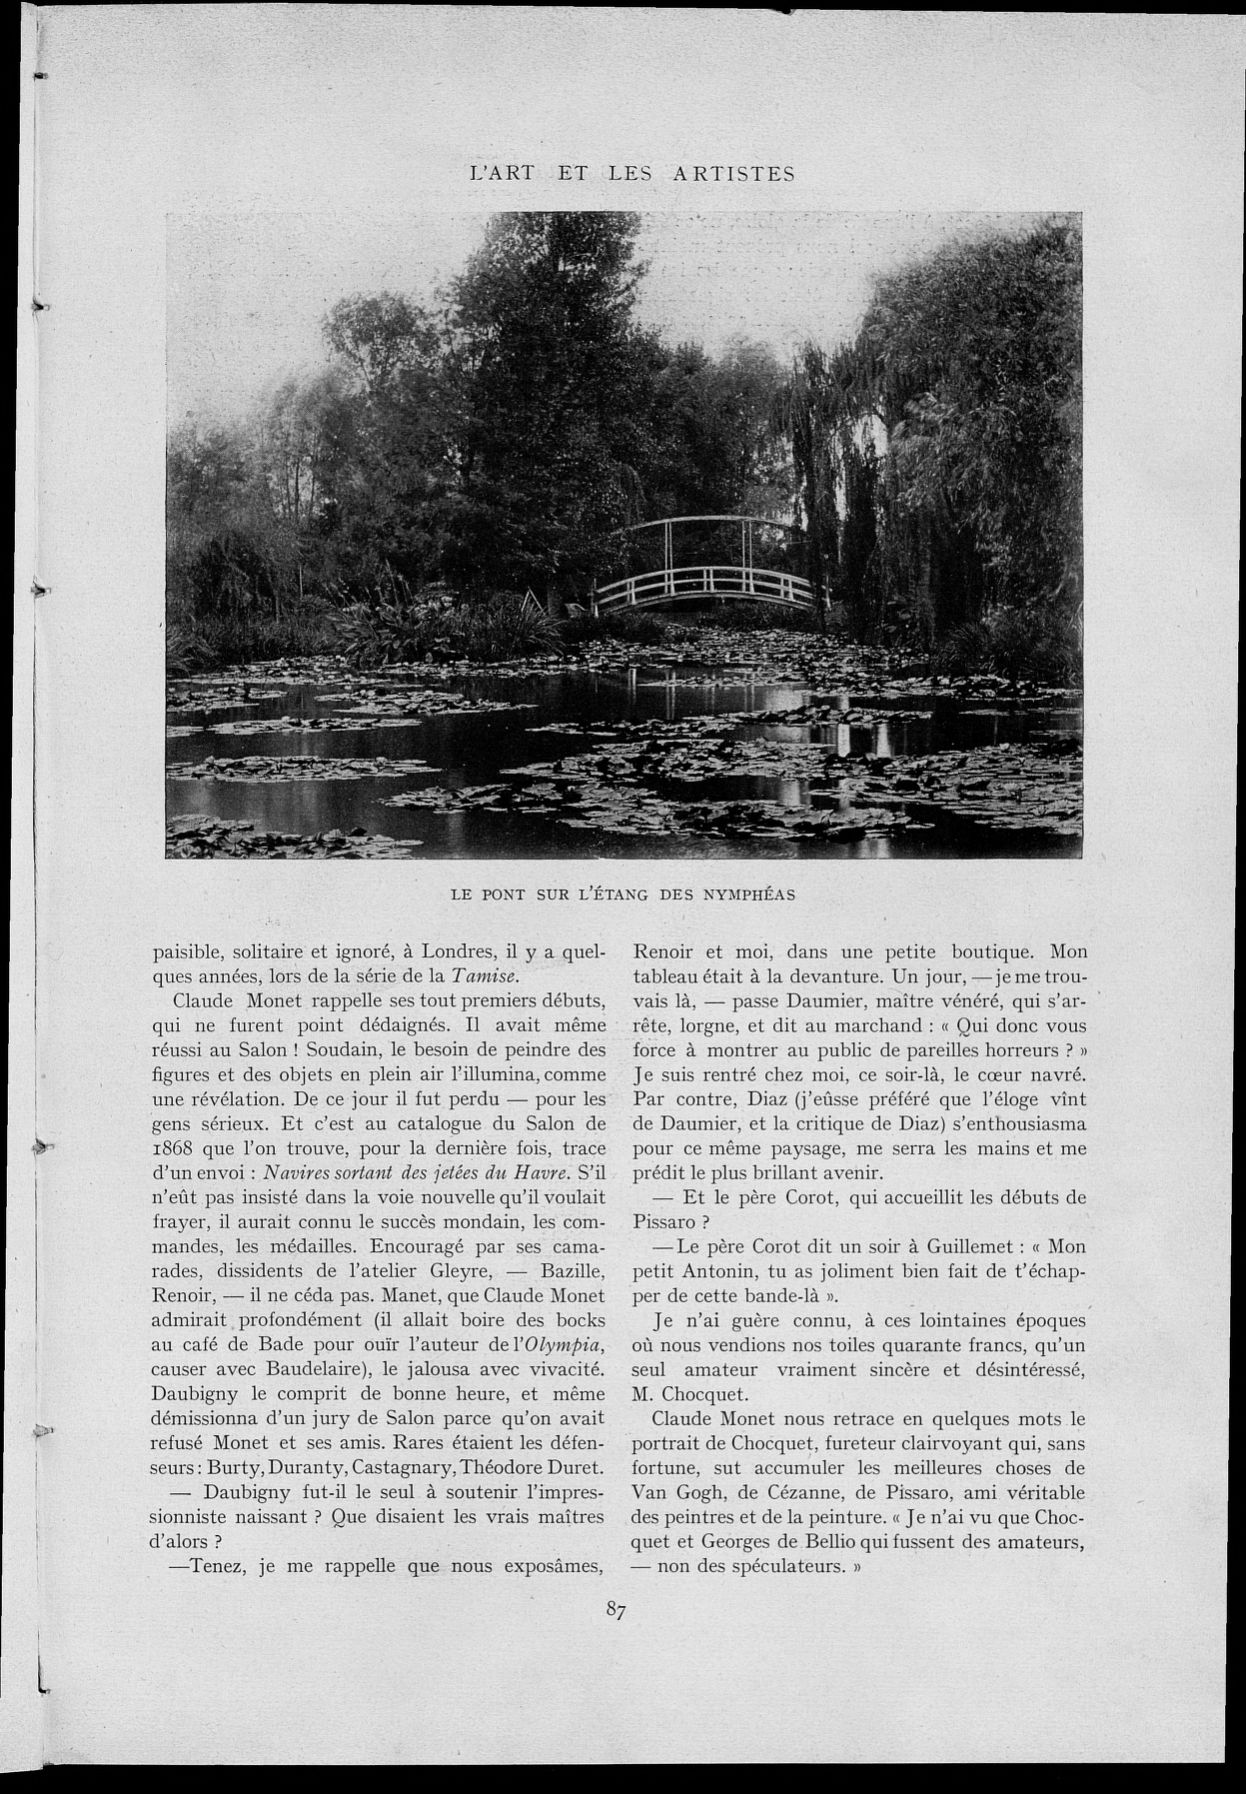 L'ART ET LES ARTISTES
LE PONT SUR L'ÉTANG DES NYMPHÉAS
paisible, solitaire et ignoré, à Londres, il y a quel-
ques années, lors de la série de la Tamise.
Claude Monet rappelle ses tout premiers débuts,
qui ne furent point dédaignés. Il avait même
réussi au Salon ! Soudain, le besoin de peindre des
figures et des objets en plein air l'illumina, comme
une révélation. De ce jour il fut perdu — pour les
gens sérieux. Et c'est au catalogue du Salon de
1868 que l'on trouve, pour la dernière fois, trace
d'un envoi : Navires sortant des jetées du Havre. S'il
n'eût pas insisté dans la voie nouvelle qu'il voulait
frayer, il aurait connu le succès mondain, les com-
mandes, les médailles. Encouragé par ses cama-
rades, dissidents de l'atelier Gleyre, — Bazille,
Renoir, — il ne céda pas. Manet, que Claude Monet
admirait profondément (il allait boire des bocks
au café de Bade pour ouïr l'auteur de l'Olympia,
causer avec Baudelaire), le jalousa avec vivacité.
Daubigny le comprit de bonne heure, et même
démissionna d'un jury de Salon parce qu'on avait
refusé Monet et ses amis. Rares étaient les défen-
seurs : Burty, Duranty, Castagnary, Théodore Duret.
— Daubigny fut-il le seul à soutenir l'impres-
sionniste naissant ? Que disaient les vrais maîtres
d'alors ?
—Tenez, je me rappelle que nous exposâmes,
Renoir et moi, dans une petite boutique. Mon
tableau était à la devanture. Un jour, — je me trou-
vais là, — passe Daumier, maître vénéré, qui s'ar-
rête, lorgne, et dit au marchand : « Qui donc vous
force à montrer au public de pareilles horreurs ? »
Je suis rentré chez moi, ce soir-là, le cœur navré.
Par contre, Diaz (j'eûsse préféré que l'éloge vînt
de Daumier, et la critique de Diaz) s'enthousiasma
pour ce même paysage, me serra les mains et me
prédit le plus brillant avenir.
— Et le père Corot, qui accueillit les débuts de
Pissaro ?
— Le père Corot dit un soir à Guillemet : « Mon
petit Antonin, tu as joliment bien fait de t'échap-
per de cette bande-là ».
Je n'ai guère connu, à ces lointaines époques
où nous vendions nos toiles quarante francs, qu'un
seul amateur vraiment sincère et désintéressé,
M. Chocquet.
Claude Monet nous retrace en quelques mots le
portrait de Chocquet, fureteur clairvoyant qui, sans
fortune, sut accumuler les meilleures choses de
Van Gogh, de Cézanne, de Pissaro, ami véritable
des peintres et de la peinture. « Je n'ai vu que Choc-
quet et Georges de Bellio qui fussent des amateurs,
— non des spéculateurs. »
87